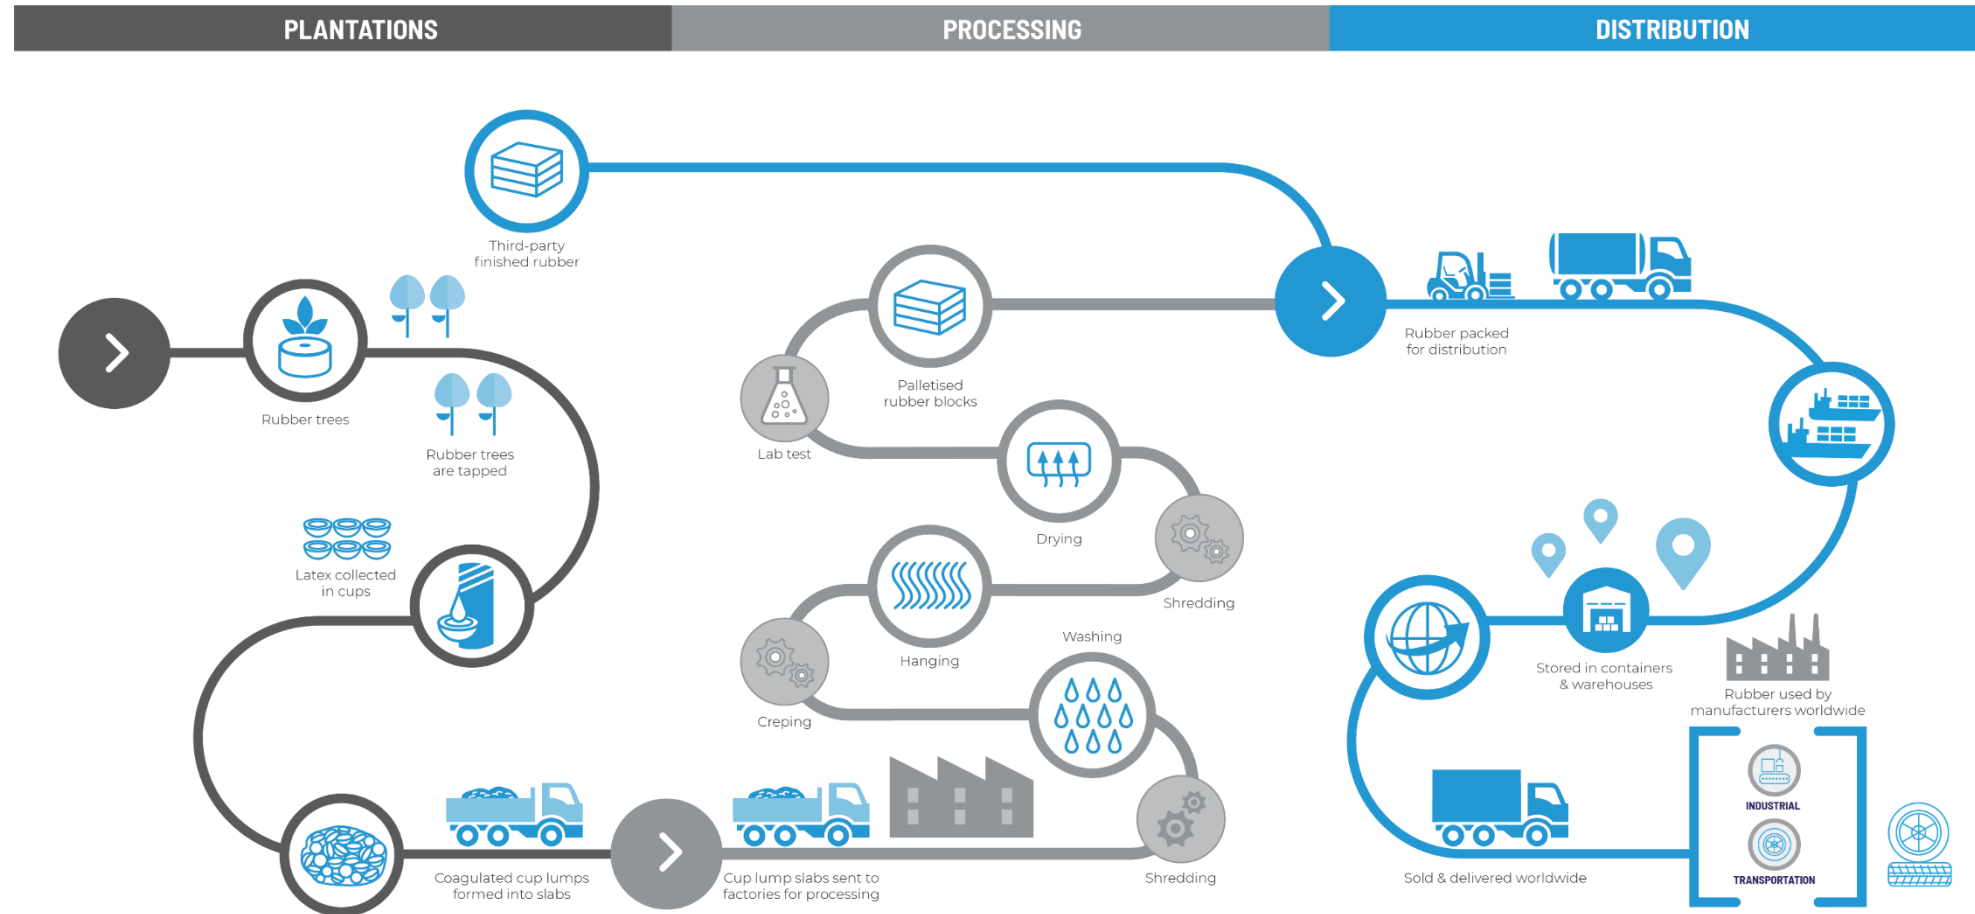 PLANTATIONS
PROCESSING
DISTRIBUTION
Third-party
finished rubber
Rubber trees
Rubber trees
are tapped
Latex collected
in cups
Coagulated cup lumps
formed into slabs
Cup lump slabs sent to
factories for processing
Shredding
Washing
Creping
Hanging
Shredding
Drying
Lab test
Palletised
rubber blocks
Rubber packed
for distribution
Stored in containers
& warehouses
Sold & delivered worldwide
Rubber used by
manufacturers worldwide
INDUSTRIAL
TRANSPORTATION